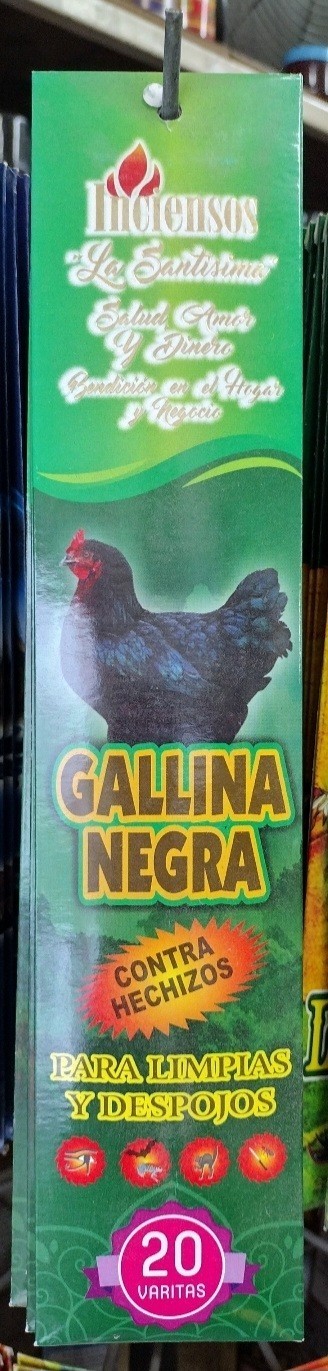 Inciensos
"La Santisima"
Salud, Amor
Y Dinero
Bendición en el Hogar
y Negocio
GALLINA
NEGRA
CONTRA
HECHIZOS
PARA LIMPIAS
Y DESPOJOS
20
VARITAS